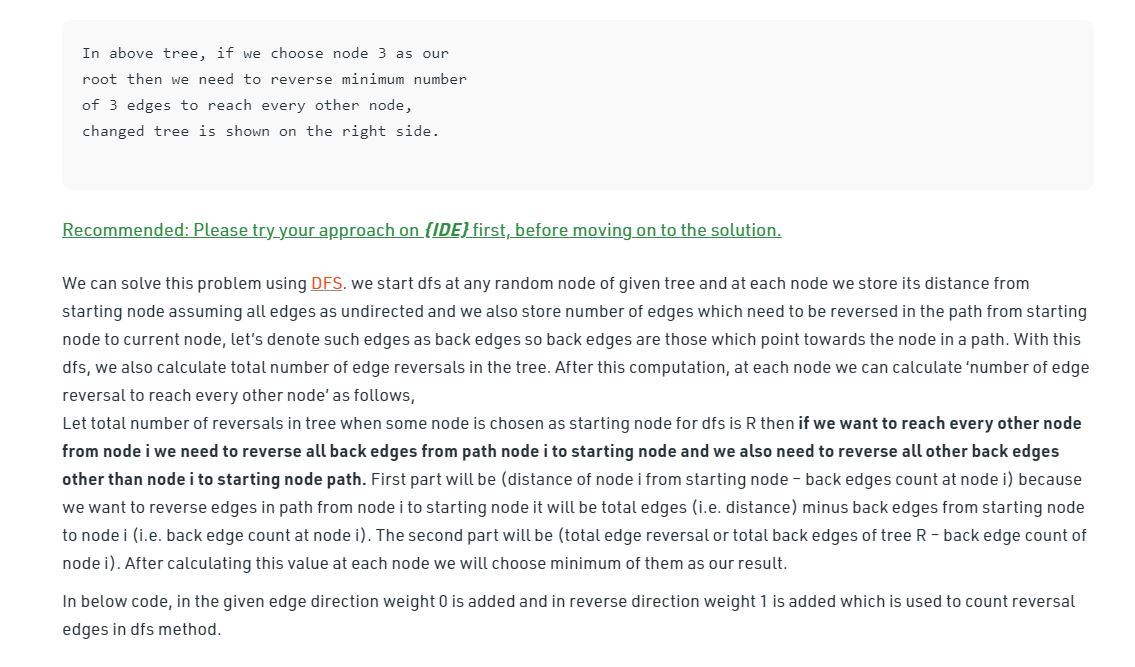 In above tree, if we choose node 3 as our
root then we need to reverse minimum number
of 3 edges to reach every other node,
changed tree is shown on the right side.
Recommended: Please try your approach on {IDE} first, before moving on to the solution.
We can solve this problem using DFS. we start dfs at any random node of given tree and at each node we store its distance from
starting node assuming all edges as undirected and we also store number of edges which need to be reversed in the path from starting
node to current node, let’s denote such edges as back edges so back edges are those which point towards the node in a path. With this
dfs, we also calculate total number of edge reversals in the tree. After this computation, at each node we can calculate ‘number of edge
reversal to reach every other node’ as follows,
Let total number of reversals in tree when some node is chosen as starting node for dfs is R then if we want to reach every other node
from node i we need to reverse all back edges from path node i to starting node and we also need to reverse all other back edges
other than node i to starting node path. First part will be (distance of node i from starting node – back edges count at node i) because
we want to reverse edges in path from node i to starting node it will be total edges (i.e. distance) minus back edges from starting node
to node i (i.e. back edge count at node i). The second part will be (total edge reversal or total back edges of tree R – back edge count of
node i). After calculating this value at each node we will choose minimum of them as our result.
In below code, in the given edge direction weight 0 is added and in reverse direction weight 1 is added which is used to count reversal
edges in dfs method.